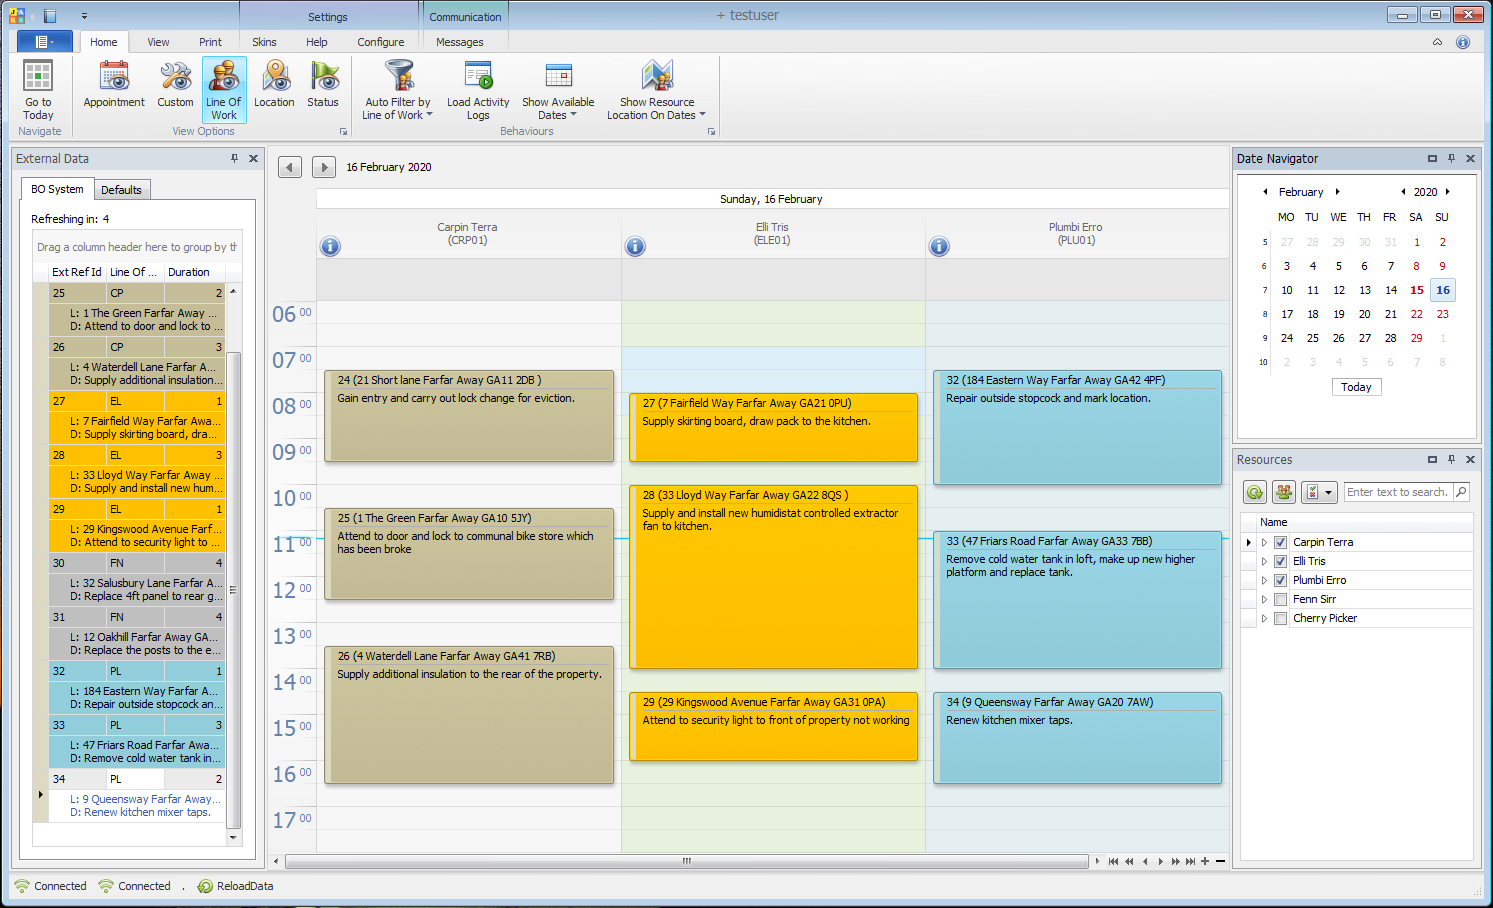 Settings
Communication
+ testuser
Home
View
Print
Skins
Help
Configure
Messages
Go to
Today
Appointment
Custom
Line Of
Work
Location
Status
Auto Filter by
Line of Work
Load Activity
Logs
Show Available
Dates
Show Resource
Location On Dates
Navigate
View Options
Behaviours
External Data
BO System
Defaults
Refreshing in: 4
Drag a column header here to group by th
Ext Ref Id Line Of ... Duration
25 CP 2
L: 1 The Green Farfar Away ...
D: Attend to door and lock to ...
26 CP 3
L: 4 Waterdell Lane Farfar A...
D: Supply additional insulation...
27 EL 1
L: 7 Fairfield Way Farfar Awa...
D: Supply skirting board, dra...
28 EL 3
L: 33 Lloyd Way Farfar Away ...
D: Supply and install new hum...
29 EL 1
L: 29 Kingswood Avenue Farf...
D: Attend to security light to ...
30 FN 4
L: 32 Salusbury Lane Farfar A...
D: Replace 4ft panel to rear g...
31 FN 4
L: 12 Oakhill Farfar Away GA...
D: Replace the posts to the e...
32 PL 1
L: 184 Eastern Way Farfar A...
D: Repair outside stopcock an...
33 PL 3
L: 47 Friars Road Farfar Awa...
D: Remove cold water tank in...
34 PL 2
L: 9 Queensway Farfar Away...
D: Renew kitchen mixer taps.
16 February 2020
Sunday, 16 February
Carpin Terra
(CRP01)
Elli Tris
(ELE01)
Plumbi Erro
(PLU01)
06 00
07 00
08 00
09 00
10 00
11 00
12 00
13 00
14 00
15 00
16 00
17 00
24 (21 Short lane Farfar Away GA11 2DB )
Gain entry and carry out lock change for eviction.
25 (1 The Green Farfar Away GA10 5JY)
Attend to door and lock to communal bike store which
has been broke
26 (4 Waterdell Lane Farfar Away GA41 7RB)
Supply additional insulation to the rear of the property.
27 (7 Fairfield Way Farfar Away GA21 0PU)
Supply skirting board, draw pack to the kitchen.
28 (33 Lloyd Way Farfar Away GA22 8QS )
Supply and install new humidistat controlled extractor
fan to kitchen.
29 (29 Kingswood Avenue Farfar Away GA31 0PA)
Attend to security light to front of property not working
32 (184 Eastern Way Farfar Away GA42 4PF)
Repair outside stopcock and mark location.
33 (47 Friars Road Farfar Away GA33 7BB)
Remove cold water tank in loft, make up new higher
platform and replace tank.
34 (9 Queensway Farfar Away GA20 7AW)
Renew kitchen mixer taps.
Date Navigator
February 2020
MO TU WE TH FR SA SU
5 27 28 29 30 31 1 2
6 3 4 5 6 7 8 9
7 10 11 12 13 14 15 16
8 17 18 19 20 21 22 23
9 24 25 26 27 28 29 1
10 2 3 4 5 6 7 8
Today
Resources
Enter text to search.
Name
Carpin Terra
Elli Tris
Plumbi Erro
Fenn Sirr
Cherry Picker
Connected
Connected
.
ReloadData